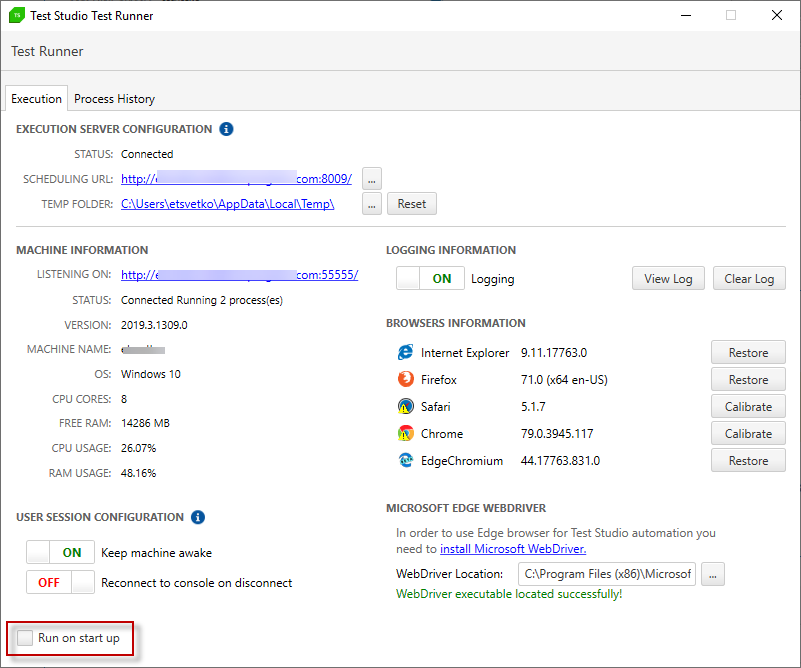 TS Test Studio Test Runner
Test Runner
Execution Process History
EXECUTION SERVER CONFIGURATION i
STATUS: Connected
SCHEDULING URL: http:// com:8009/ ...
TEMP FOLDER: C:\Users\etsvetko\AppData\Local\Temp\ ... Reset
MACHINE INFORMATION
LISTENING ON: http:// com:55555/
STATUS: Connected Running 2 process(es)
VERSION: 2019.3.1309.0
MACHINE NAME:
OS: Windows 10
CPU CORES: 8
FREE RAM: 14286 MB
CPU USAGE: 26.07%
RAM USAGE: 48.16%
USER SESSION CONFIGURATION i
ON Keep machine awake
OFF Reconnect to console on disconnect
Run on start up
LOGGING INFORMATION
ON Logging View Log Clear Log
BROWSERS INFORMATION
Internet Explorer 9.11.17763.0 Restore
Firefox 71.0 (x64 en-US) Restore
Safari 5.1.7 Calibrate
Chrome 79.0.3945.117 Calibrate
EdgeChromium 44.17763.831.0 Restore
MICROSOFT EDGE WEBDRIVER
In order to use Edge browser for Test Studio automation you
need to install Microsoft WebDriver.
WebDriver Location: C:\Program Files (x86)\Microsof ...
WebDriver executable located successfully!